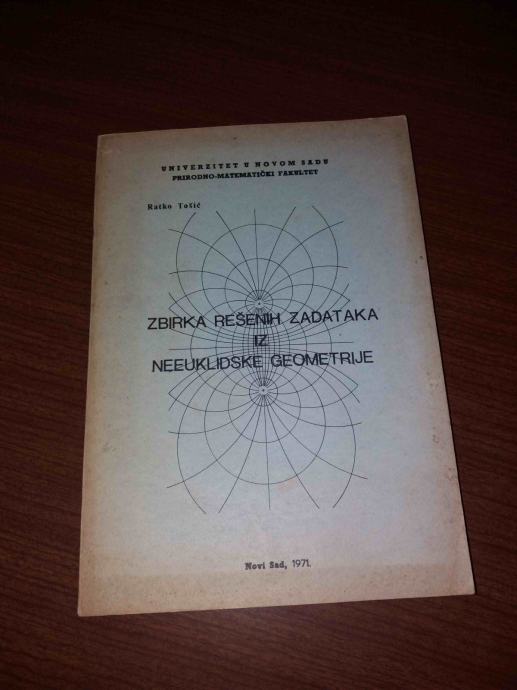 UNIVERZITET U NOVOM SADU
PRIRODNO-MATEMATIČKI FAKULTET
Ratko Tošić
ZBIRKA REŠENIH ZADATAKA
IZ
NEEUKLIDSKE GEOMETRIJE
Novi Sad, 1971.